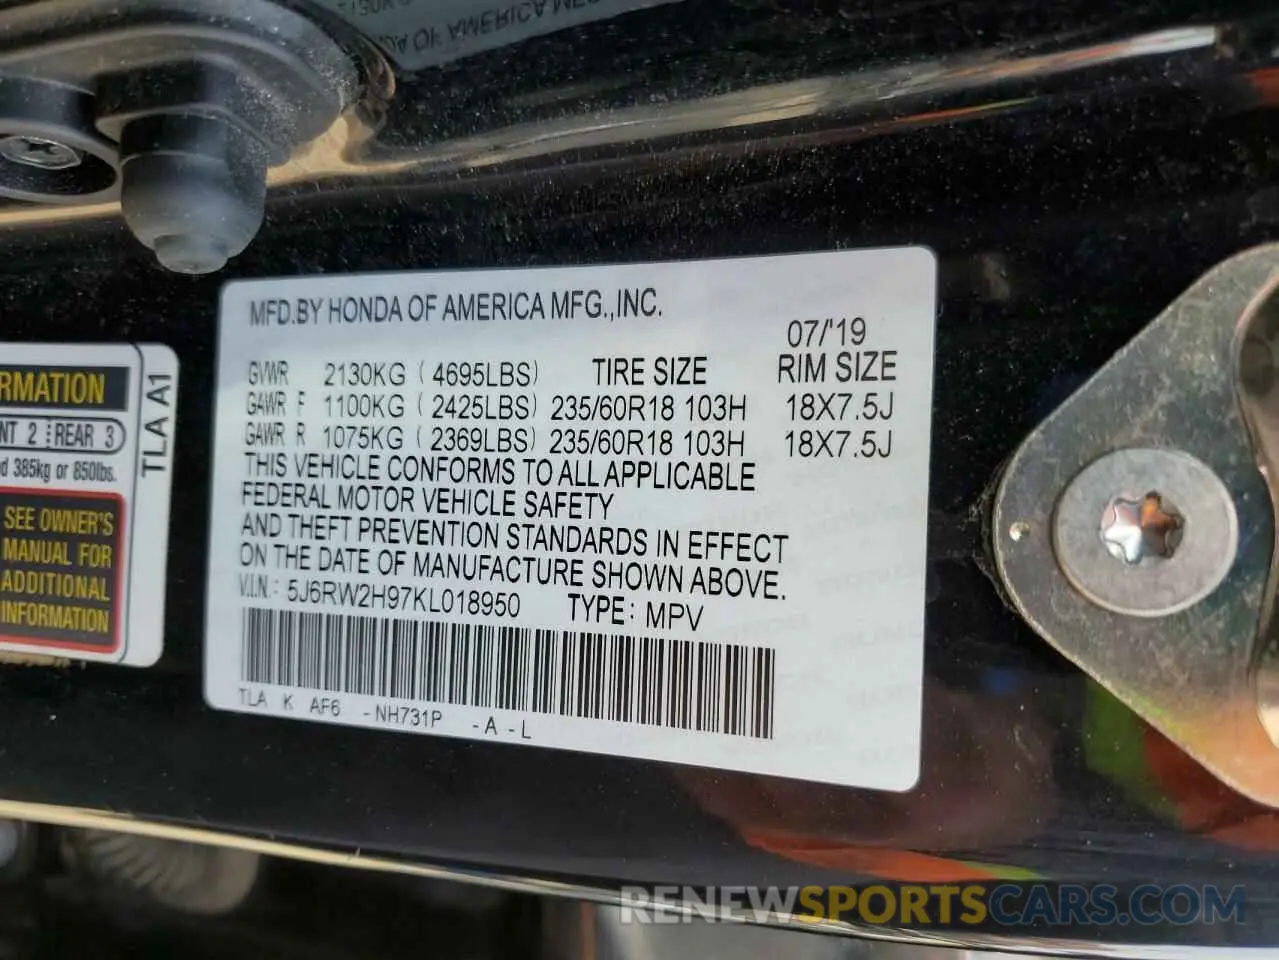 OF AMERICA
MFD.BY HONDA OF AMERICA MFG.,INC.
07/'19
GVWR 2130KG (4695LBS) TIRE SIZE RIM SIZE
GAWR F 1100KG (2425LBS) 235/60R18 103H 18X7.5J
GAWR R 1075KG (2369LBS) 235/60R18 103H 18X7.5J
THIS VEHICLE CONFORMS TO ALL APPLICABLE
FEDERAL MOTOR VEHICLE SAFETY
AND THEFT PREVENTION STANDARDS IN EFFECT
ON THE DATE OF MANUFACTURE SHOWN ABOVE.
V.I.N.: 5J6RW2H97KL018950 TYPE: MPV
TLA K AF6 -NH731P -A-L
RMATION
NT 2 REAR 3
d 385kg or 850lbs.
SEE OWNER'S
MANUAL FOR
ADDITIONAL
INFORMATION
TLA A1
RENEWSPORTSCARS.COM